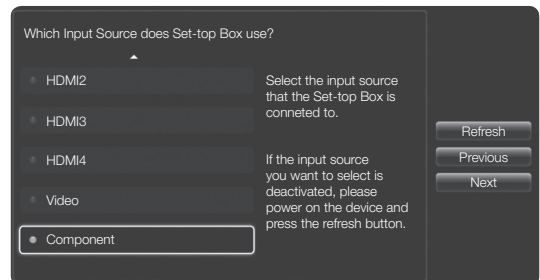 Which Input Source does Set-top Box use?
HDMI2
HDMI3
HDMI4
Video
Component
Select the input source
that the Set-top Box is
conneted to.
If the input source
you want to select is
deactivated, please
power on the device and
press the refresh button.
Refresh
Previous
Next